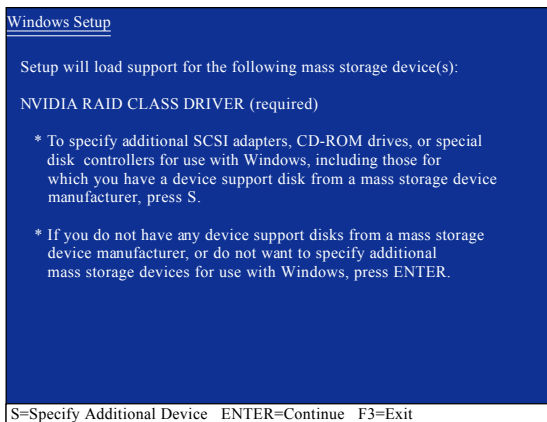 Windows Setup
Setup will load support for the following mass storage device(s):
NVIDIA RAID CLASS DRIVER (required)
* To specify additional SCSI adapters, CD-ROM drives, or special
disk controllers for use with Windows, including those for
which you have a device support disk from a mass storage device
manufacturer, press S.
* If you do not have any device support disks from a mass storage
device manufacturer, or do not want to specify additional
mass storage devices for use with Windows, press ENTER.
S=Specify Additional Device ENTER=Continue F3=Exit